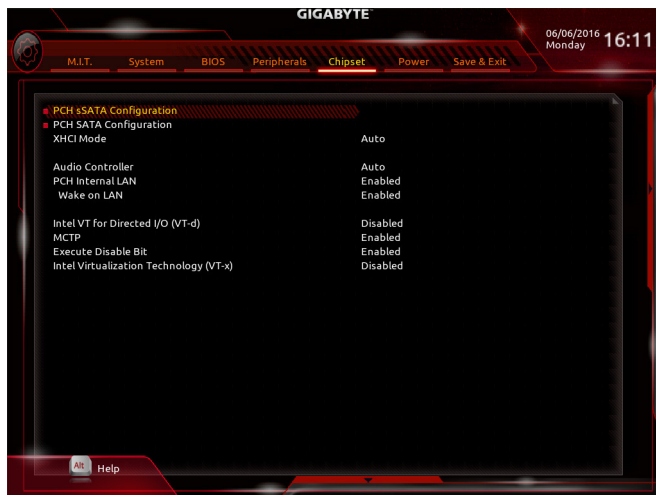 GIGABYTE™
06/06/2016 16:11
Monday
M.I.T. System BIOS Peripherals Chipset Power Save & Exit
PCH sSATA Configuration
PCH SATA Configuration
XHCI Mode Auto
Audio Controller Auto
PCH Internal LAN Enabled
Wake on LAN Enabled
Intel VT for Directed I/O (VT-d) Disabled
MCTP Enabled
Execute Disable Bit Enabled
Intel Virtualization Technology (VT-x) Disabled
Alt Help